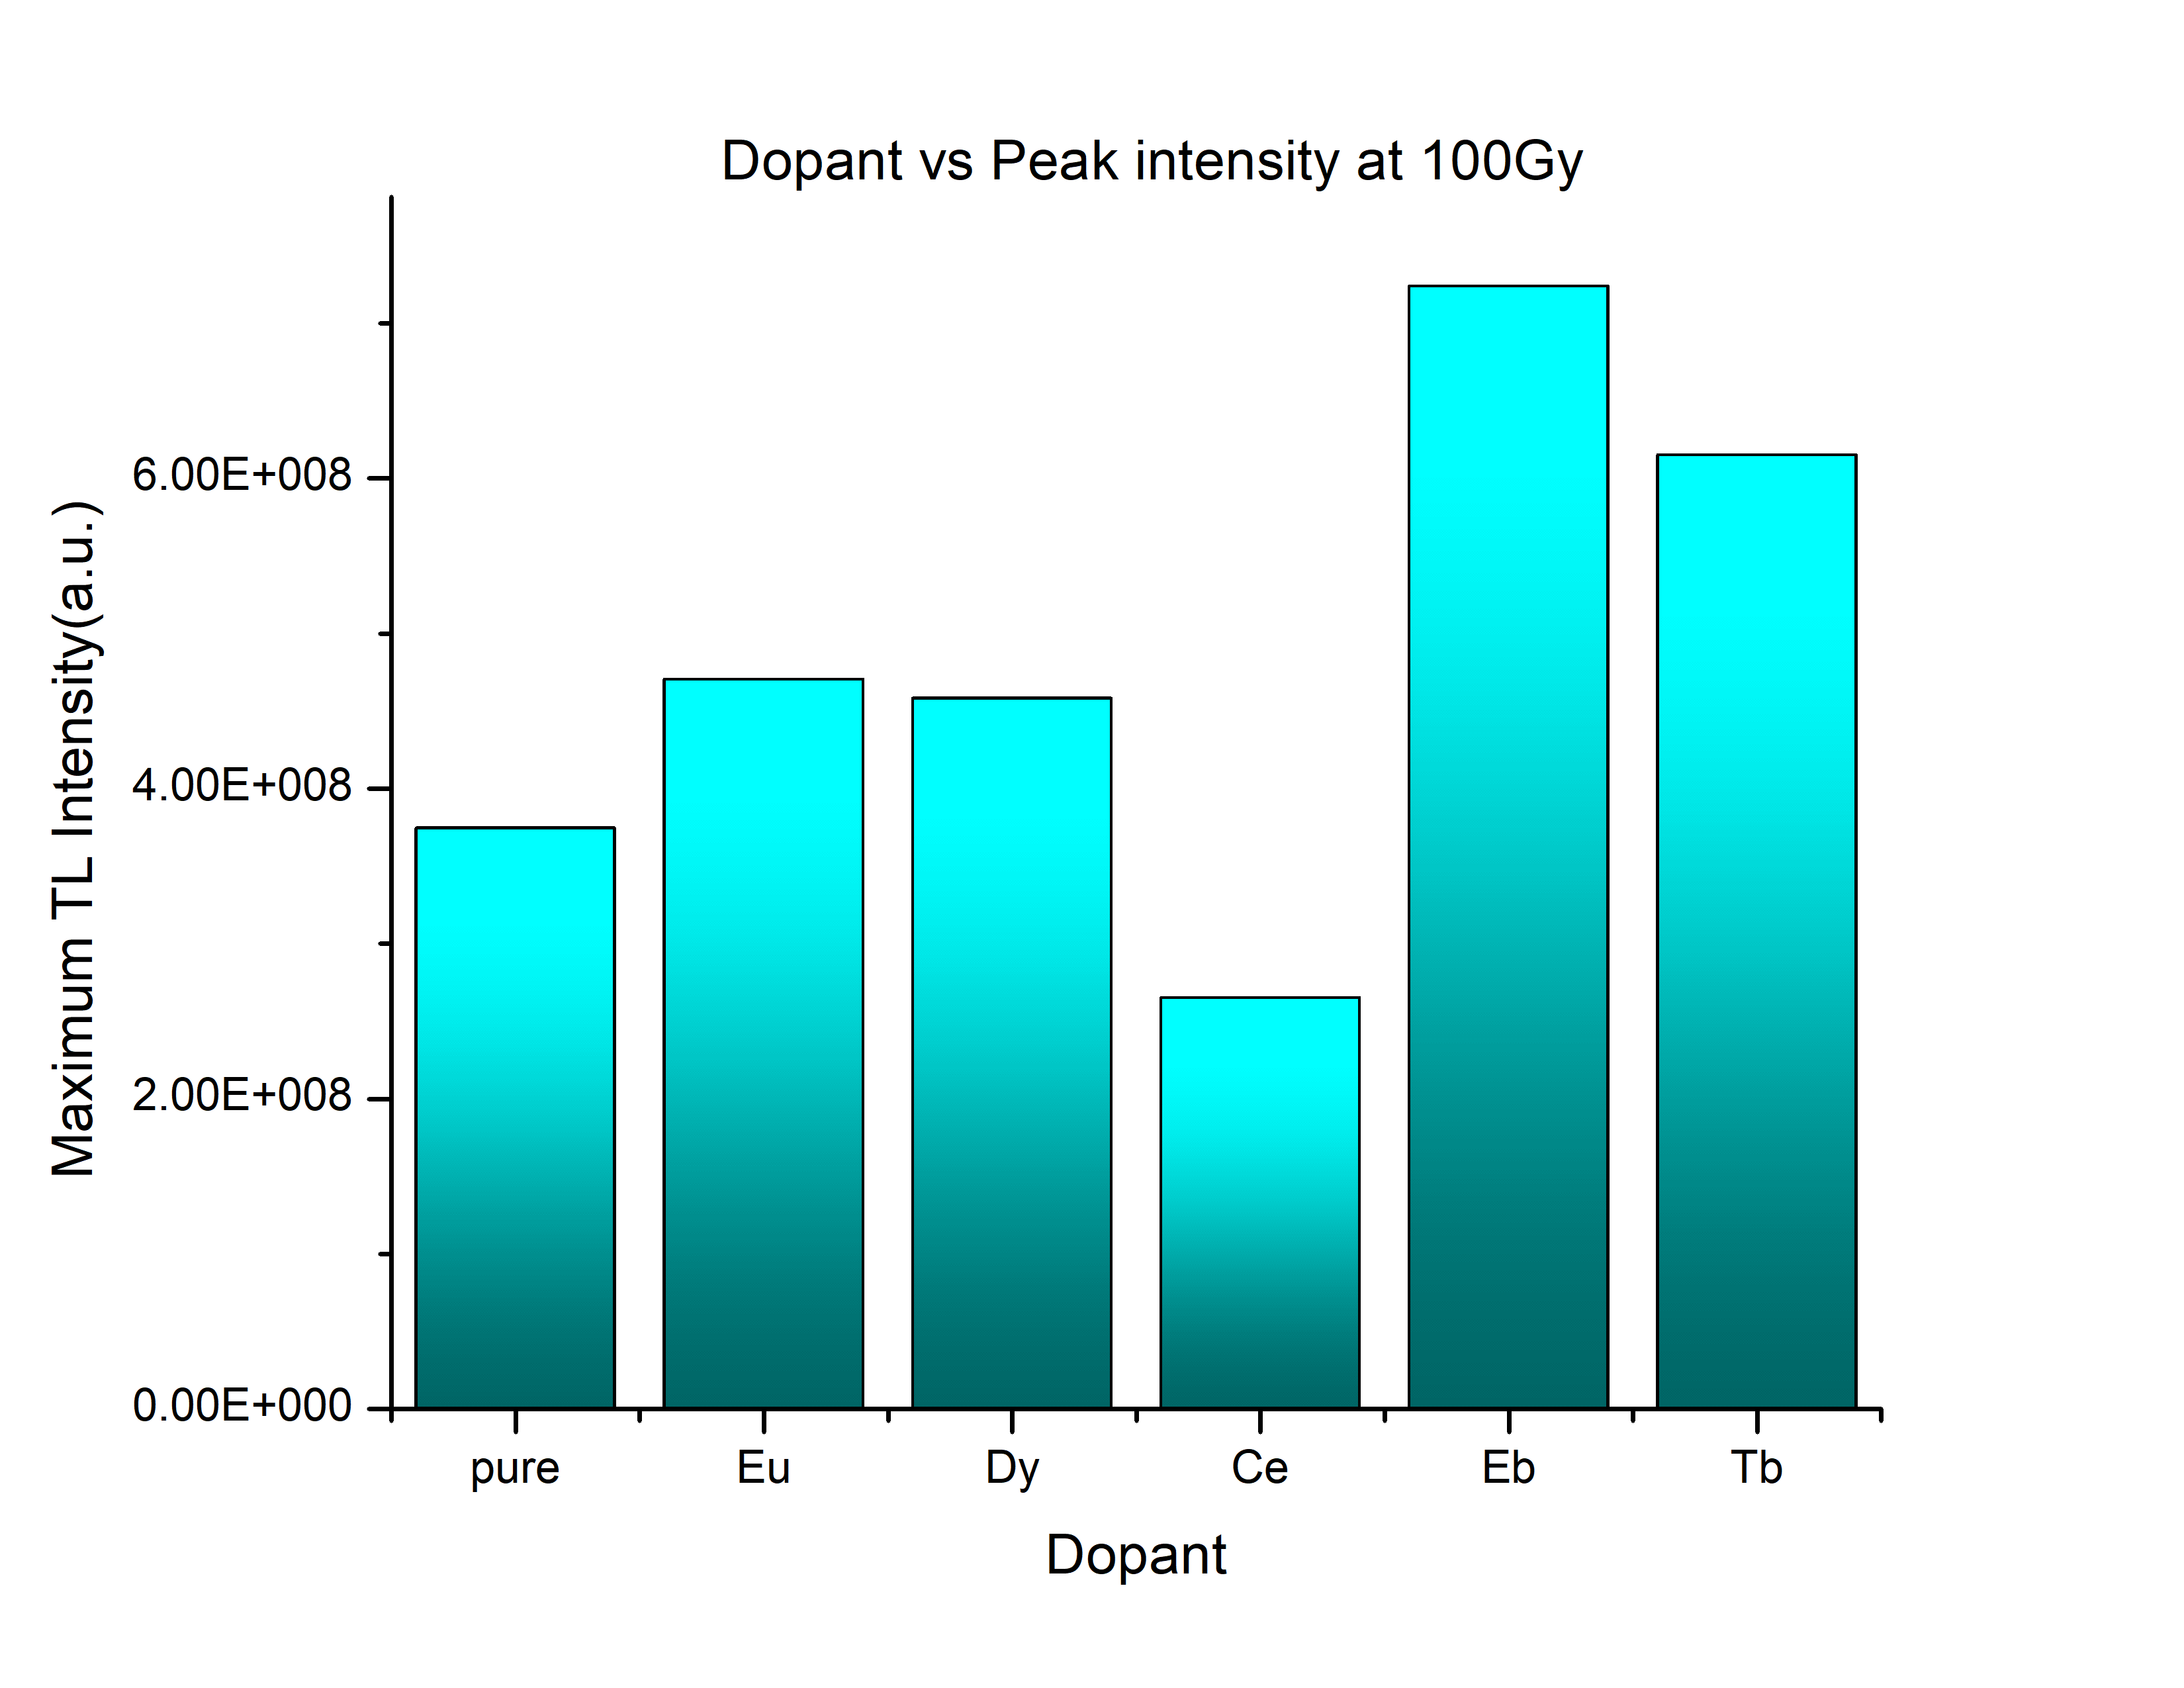 Dopant vs Peak intensity at 100Gy
Maximum TL Intensity(a.u.)
6.00E+008
4.00E+008
2.00E+008
0.00E+000
pure Eu Dy Ce Eb Tb
Dopant